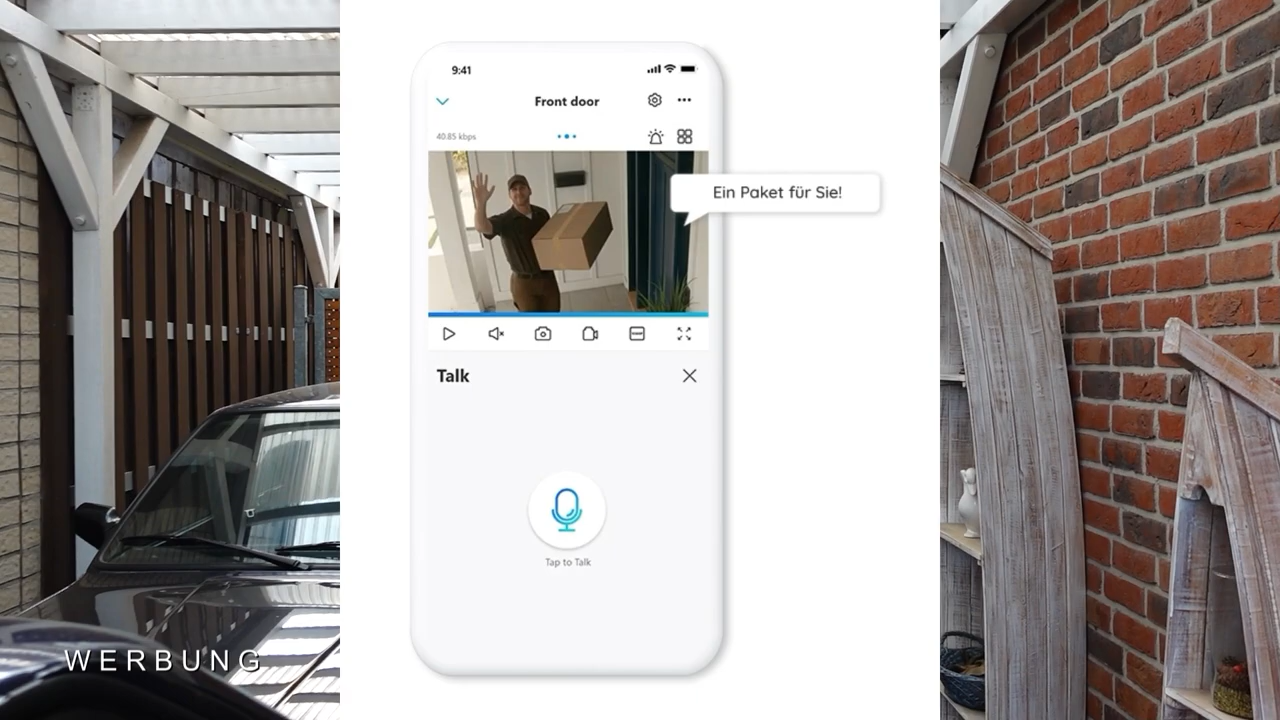 9:41
Front door
40.85 kbps
Ein Paket für Sie!
Talk
Tap to Talk
WERBUNG